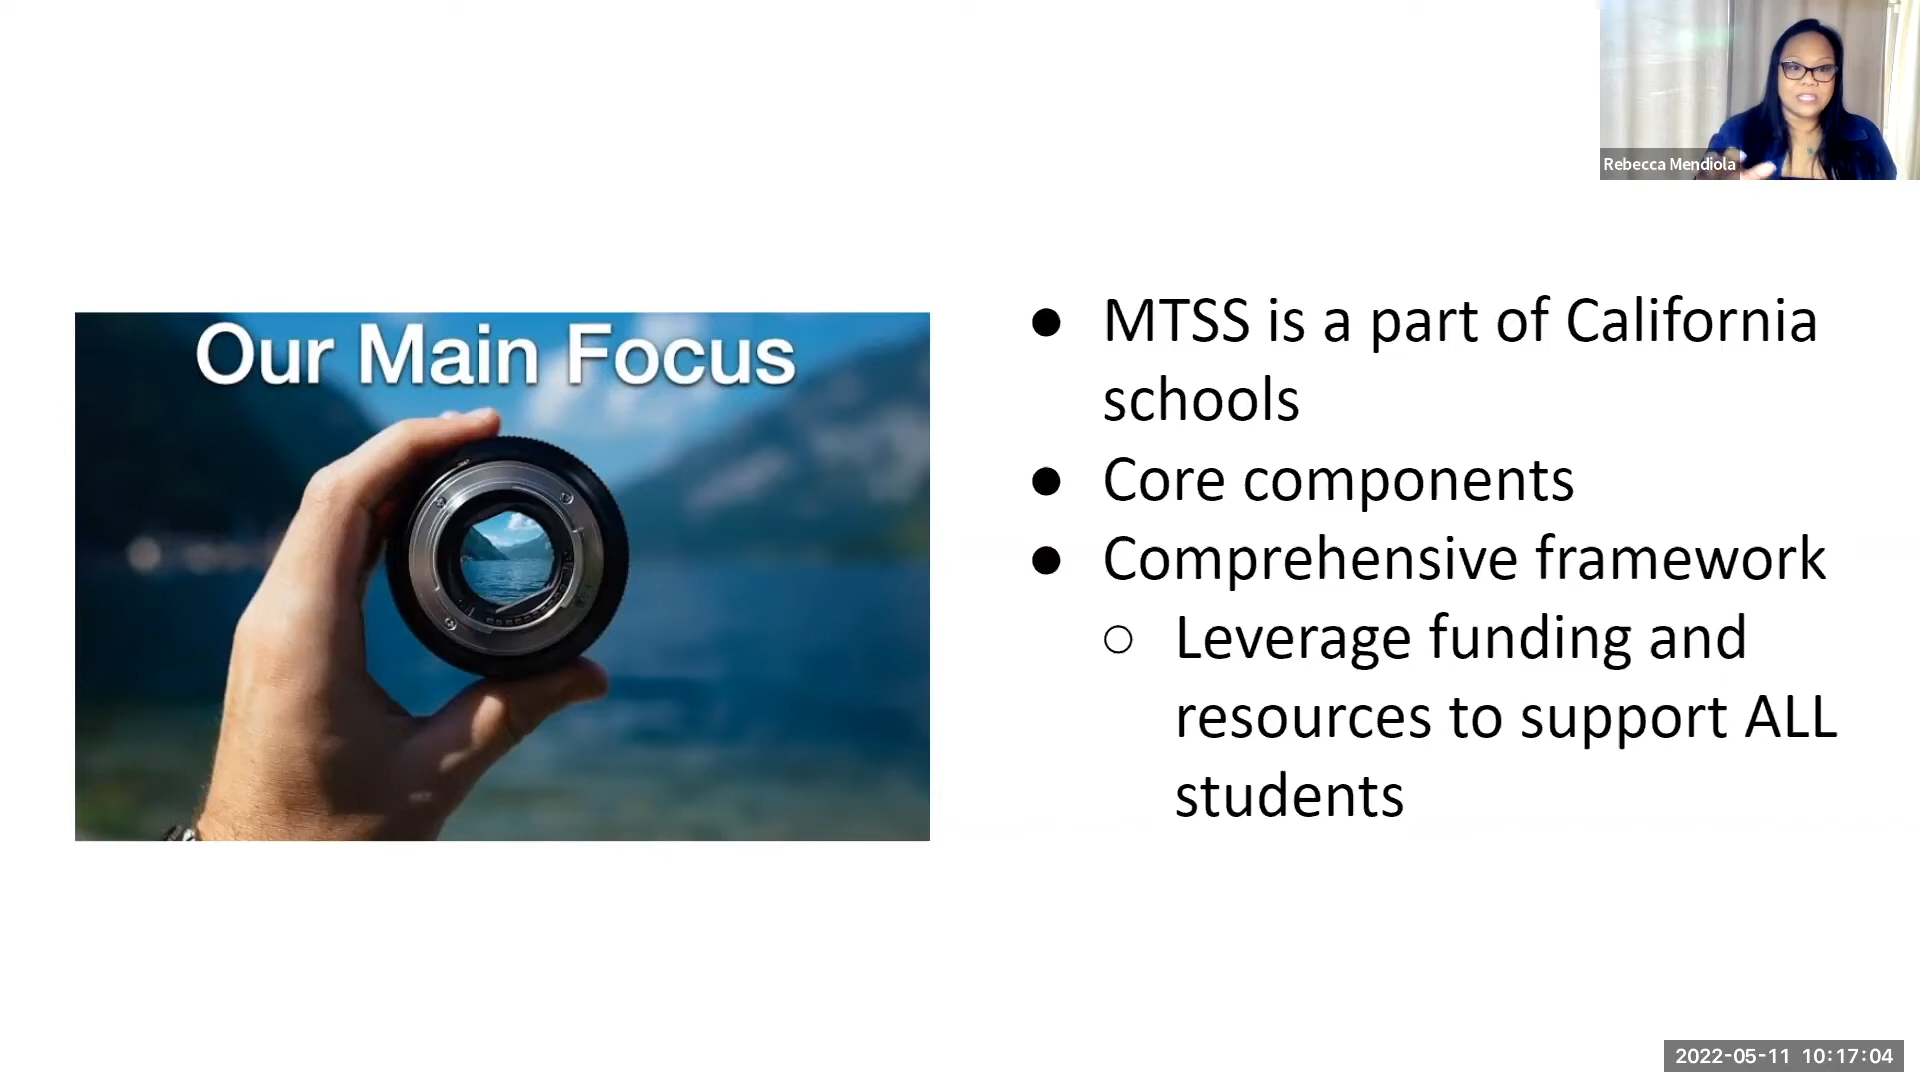 Rebecca Mendiola
Our Main Focus
● MTSS is a part of California
schools
● Core components
● Comprehensive framework
○ Leverage funding and
resources to support ALL
students
2022-05-11 10:17:04